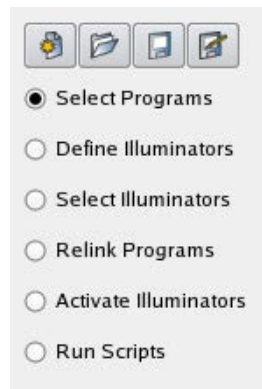 Select Programs
Define Illuminators
Select Illuminators
Relink Programs
Activate Illuminators
Run Scripts